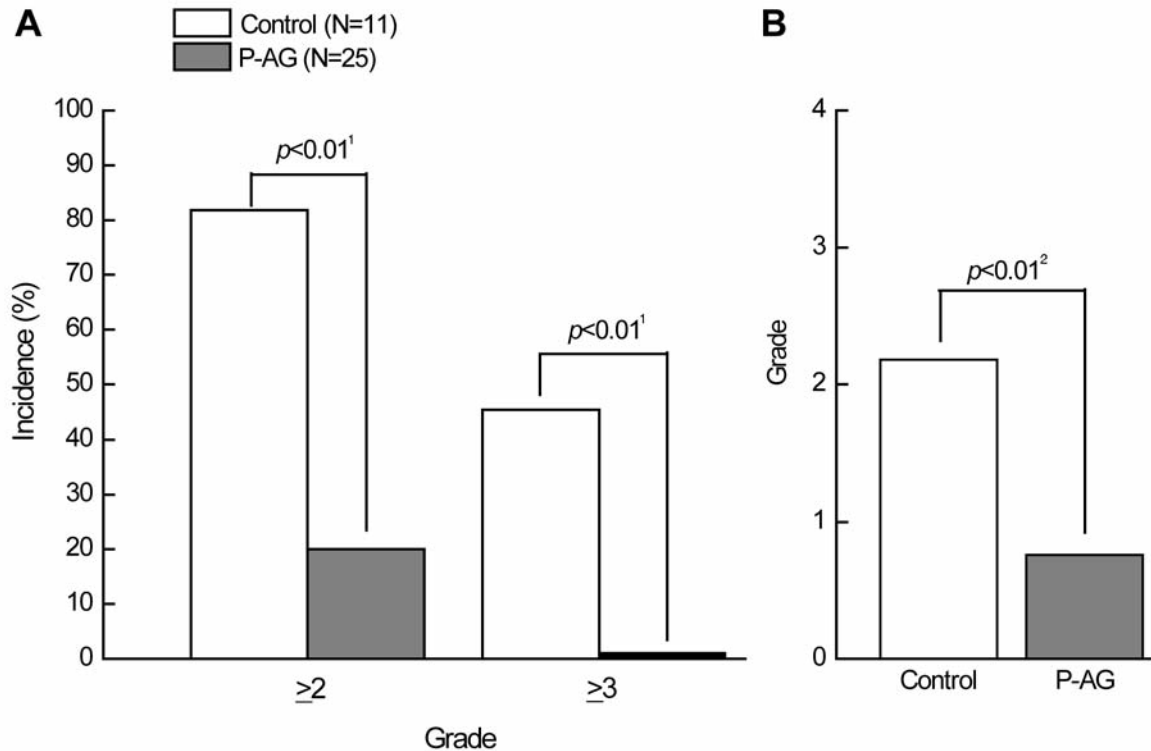 A
Control (N=11)
P-AG (N=25)
100
90
80
70
60
50
40
30
20
10
0
Incidence (%)
p<0.01¹
p<0.01¹
≥2
≥3
Grade
B
4
3
2
1
0
Grade
p<0.01²
Control
P-AG